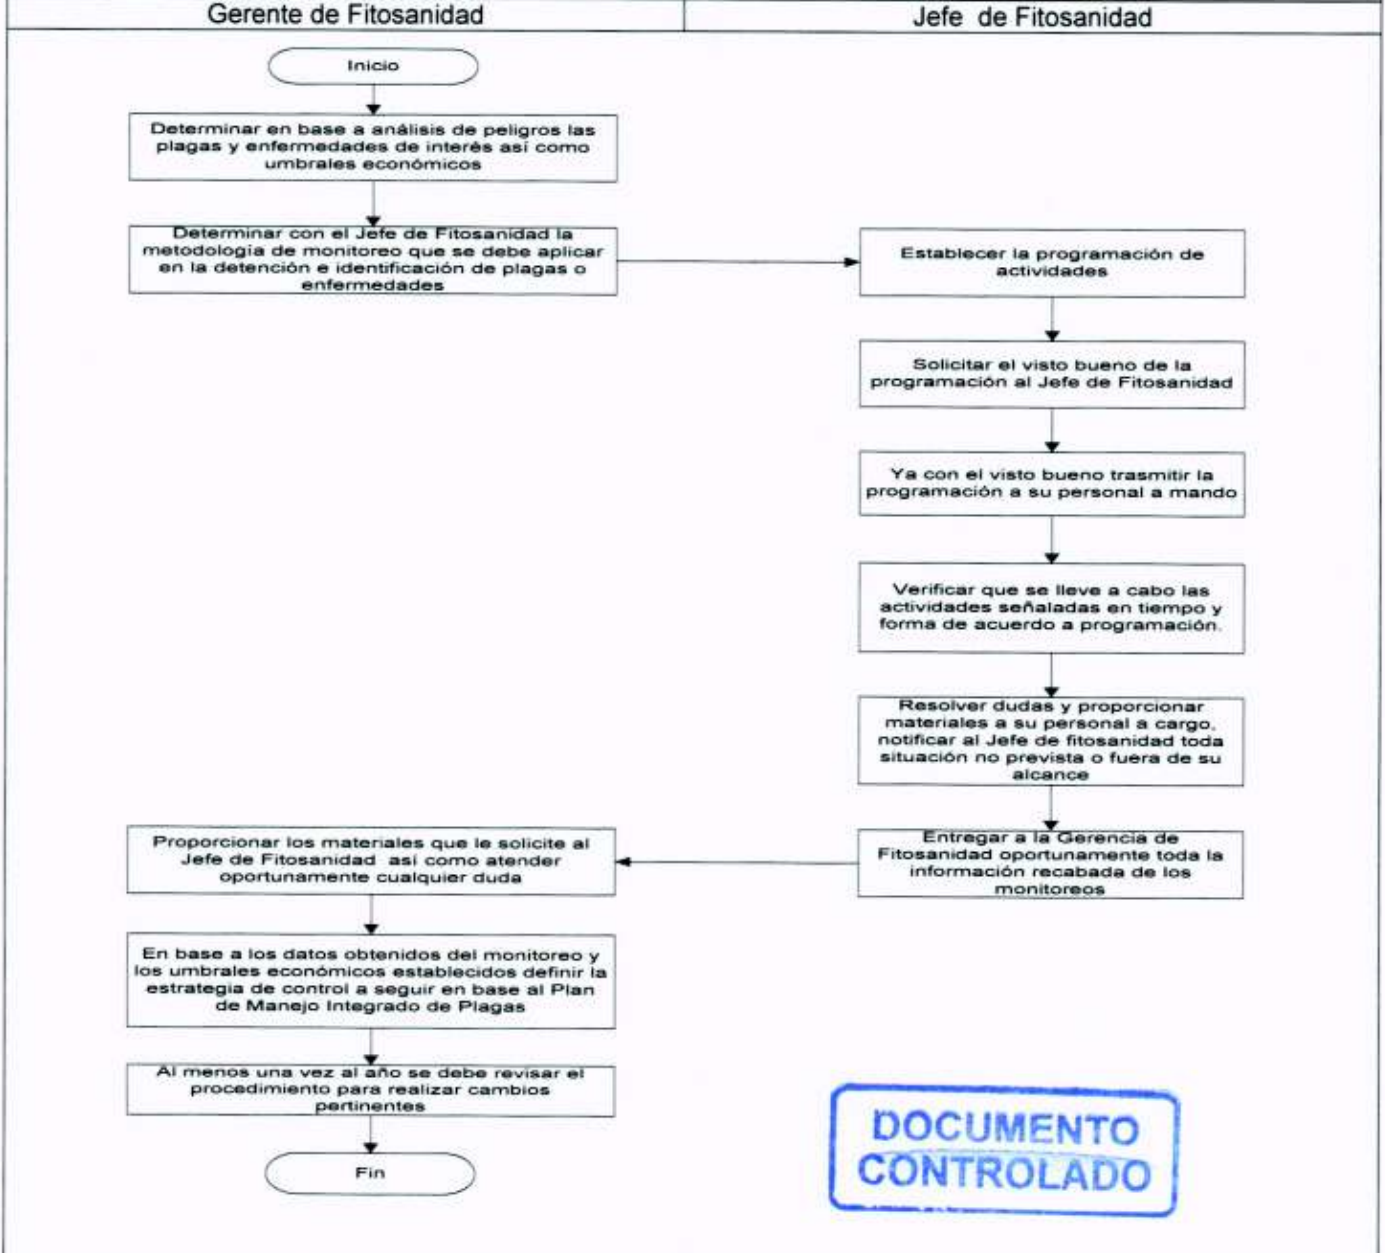 Gerente de Fitosanidad
Jefe de Fitosanidad
Inicio
Determinar en base a análisis de peligros las
plagas y enfermedades de interés así como
umbrales económicos
Determinar con el Jefe de Fitosanidad la
metodología de monitoreo que se debe aplicar
en la detención e identificación de plagas o
enfermedades
Establecer la programación de
actividades
Solicitar el visto bueno de la
programación al Jefe de Fitosanidad
Ya con el visto bueno trasmitir la
programación a su personal a mando
Verificar que se lleve a cabo las
actividades señaladas en tiempo y
forma de acuerdo a programación.
Resolver dudas y proporcionar
materiales a su personal a cargo,
notificar al Jefe de fitosanidad toda
situación no prevista o fuera de su
alcance
Entregar a la Gerencia de
Fitosanidad oportunamente toda la
información recabada de los
monitoreos
Proporcionar los materiales que le solicite al
Jefe de Fitosanidad así como atender
oportunamente cualquier duda
En base a los datos obtenidos del monitoreo y
los umbrales económicos establecidos definir la
estrategia de control a seguir en base al Plan
de Manejo Integrado de Plagas
Al menos una vez al año se debe revisar el
procedimiento para realizar cambios
pertinentes
Fin
DOCUMENTO
CONTROLADO